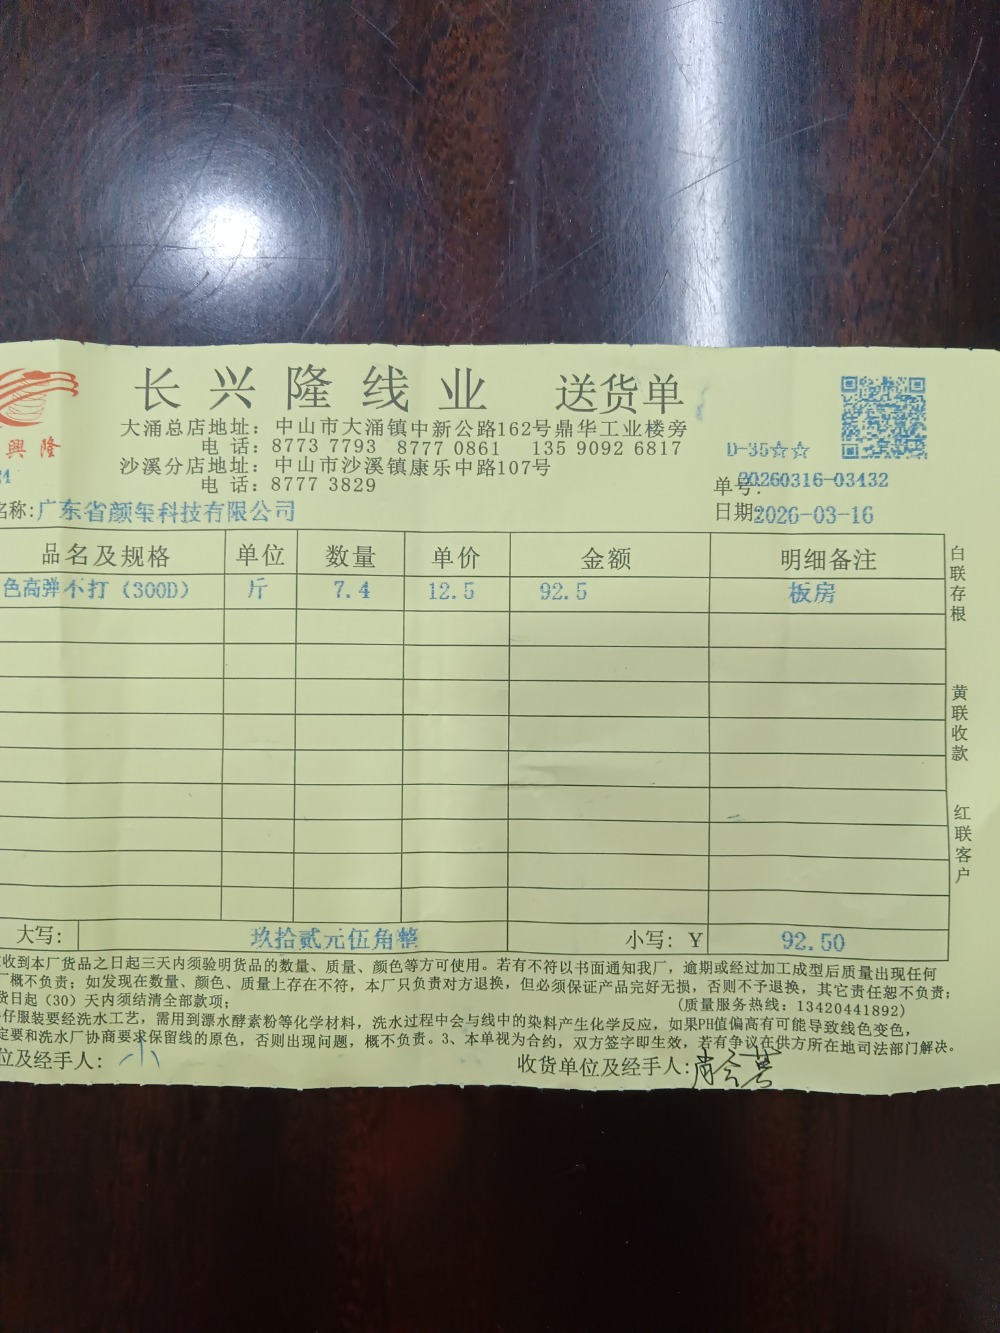 长兴隆线业 送货单
大涌总店地址：中山市大涌镇中新公路162号鼎华工业楼旁
电 话：8773 7793 8777 0861 135 9092 6817
沙溪分店地址：中山市沙溪镇康乐中路107号
电 话：8777 3829
興隆
D-35☆☆
单号：20260316-03432
日期：2026-03-16
名称：广东省颜玺科技有限公司
品名及规格 单位 数量 单价 金额 明细备注
色高弹不打（300D） 斤 7.4 12.5 92.5 板房
大写： 玖拾贰元伍角整 小写：Y 92.50
收到本厂货品之日起三天内须验明货品的数量、质量、颜色等方可使用。若有不符以书面通知我厂，逾期或经过加工成型后质量出现任何
厂概不负责；如发现在数量、颜色、质量上存在不符，本厂只负责对方退换，但必须保证产品完好无损，否则不予退换，其它责任恕不负责；
货日起（30）天内须结清全部款项； （质量服务热线：13420441892）
仔服装要经洗水工艺，需用到漂水酵素粉等化学材料，洗水过程中会与线中的染料产生化学反应，如果PH值偏高有可能导致线色变色，
定要和洗水厂协商要求保留线的原色，否则出现问题，概不负责。3、本单视为合约，双方签字即生效，若有争议在供方所在地司法部门解决。
位及经手人：小 收货单位及经手人：
白联存根
黄联收款
红联客户